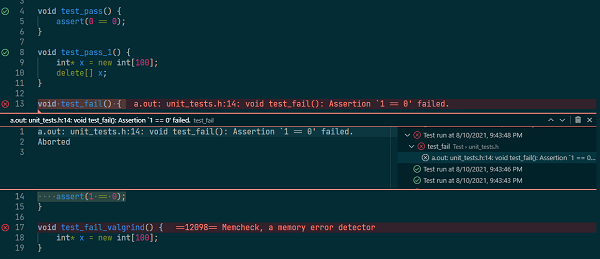 3
4 void test_pass() {
5 assert(0 == 0);
6 }
7
8 void test_pass_1() {
9 int* x = new int[100];
10 delete[] x;
11 }
12
13 void test_fail() { a.out: unit_tests.h:14: void test_fail(): Assertion `1 == 0' failed.
a.out: unit_tests.h:14: void test_fail(): Assertion `1 == 0' failed. test_fail
1 a.out: unit_tests.h:14: void test_fail(): Assertion `1 == 0' failed.
2 Aborted
3
Test run at 8/10/2021, 9:43:48 PM
test_fail Test › unit_tests.h
a.out: unit_tests.h:14: void test_fail(): Assertion `1 == 0...
Test run at 8/10/2021, 9:43:46 PM
Test run at 8/10/2021, 9:43:43 PM
14 assert(1 == 0);
15 }
16
17 void test_fail_valgrind() { ==12098== Memcheck, a memory error detector
18 int* x = new int[100];
19 }